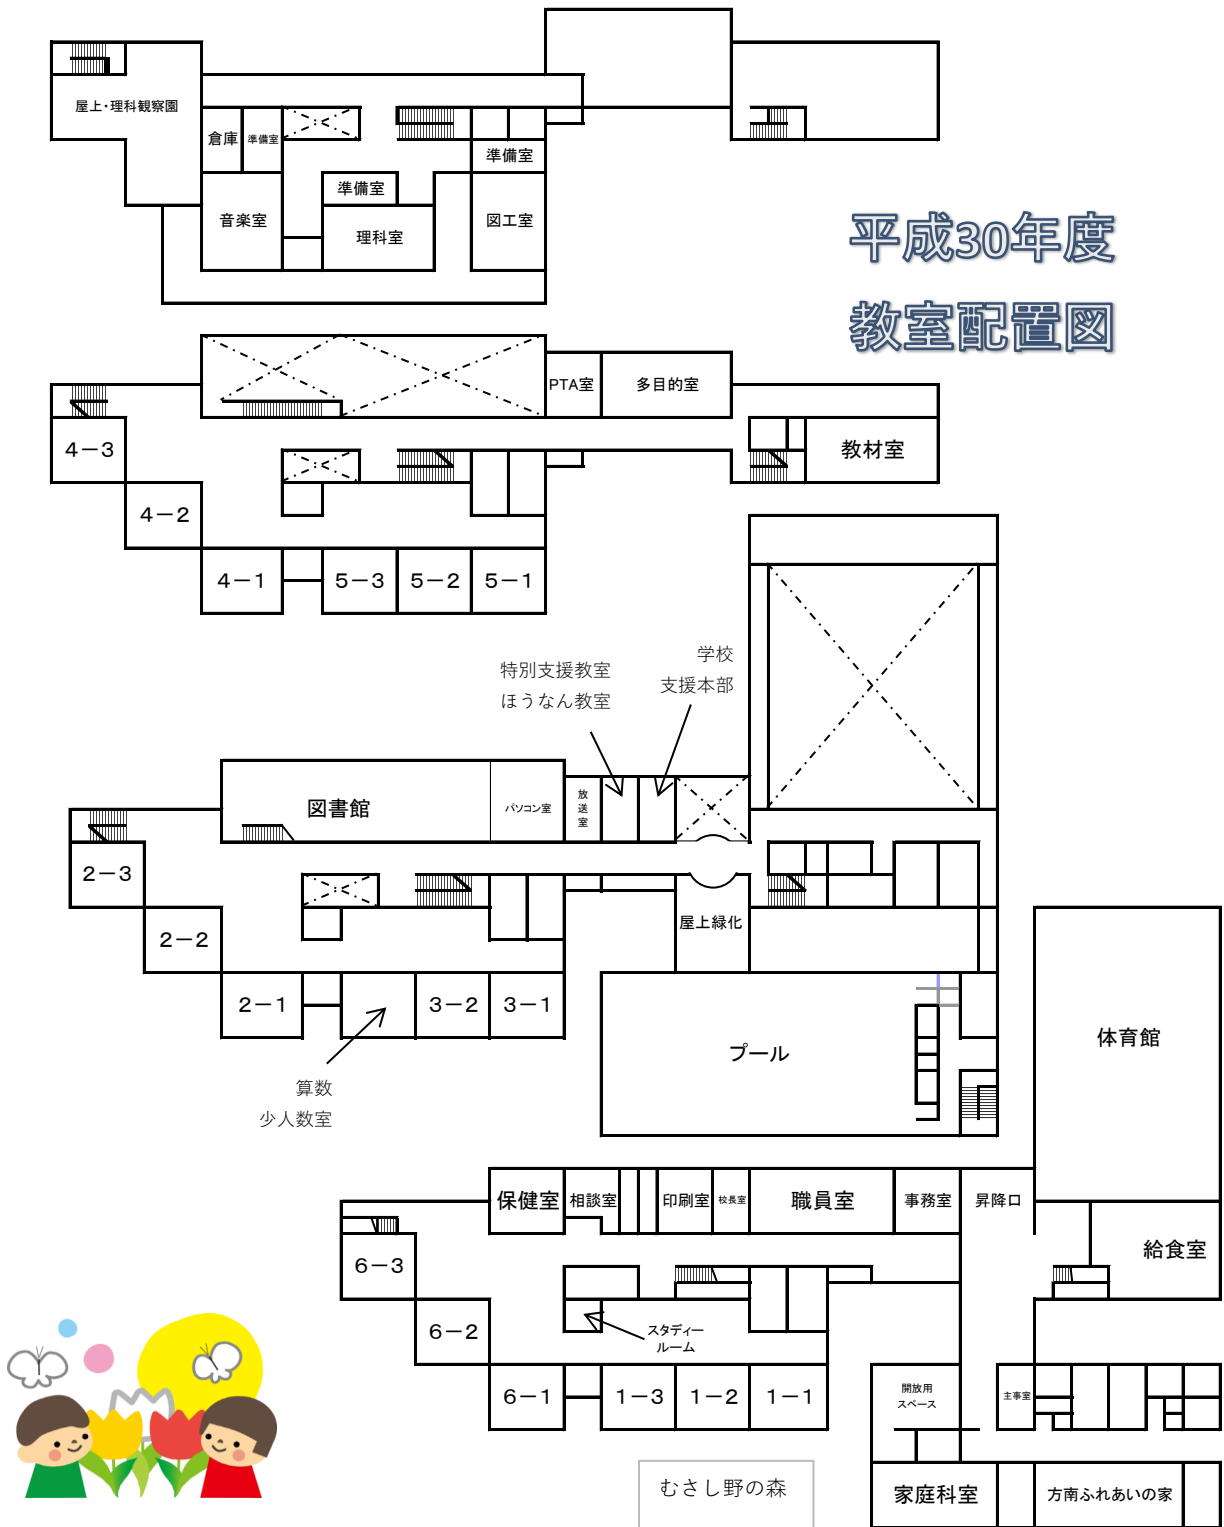 平成30年度
教室配置図
屋上・理科観察園
倉庫
準備室
準備室
準備室
音楽室
理科室
図工室
PTA室
多目的室
教材室
4－3
4－2
4－1
5－3
5－2
5－1
特別支援教室
ほうなん教室
学校
支援本部
図書館
パソコン室
放
送
室
2－3
2－2
屋上緑化
2－1
3－2
3－1
算数
少人数室
プール
体育館
保健室
相談室
印刷室
校長室
職員室
事務室
昇降口
給食室
6－3
6－2
スタディー
ルーム
6－1
1－3
1－2
1－1
開放用
スペース
主事室
むさし野の森
家庭科室
方南ふれあいの家